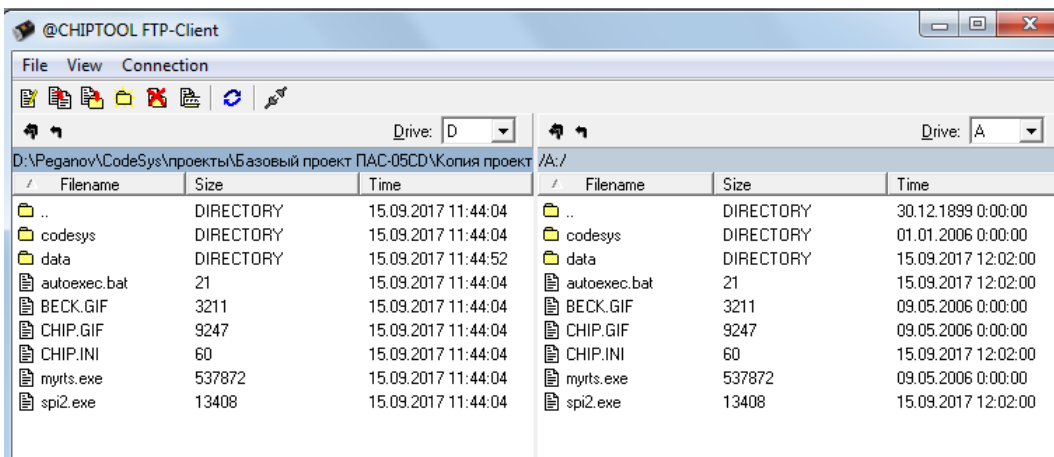 @CHIPTOOL FTP-Client
File View Connection
Drive: D Drive: A
D:\Peganov\CodeSys\проекты\Базовый проект ПАС-05CD\Копия проект /A:/
Filename Size Time Filename Size Time
.. DIRECTORY 15.09.2017 11:44:04 .. DIRECTORY 30.12.1899 0:00:00
codesys DIRECTORY 15.09.2017 11:44:04 codesys DIRECTORY 01.01.2006 0:00:00
data DIRECTORY 15.09.2017 11:44:52 data DIRECTORY 15.09.2017 12:02:00
autoexec.bat 21 15.09.2017 11:44:04 autoexec.bat 21 15.09.2017 12:02:00
BECK.GIF 3211 15.09.2017 11:44:04 BECK.GIF 3211 09.05.2006 0:00:00
CHIP.GIF 9247 15.09.2017 11:44:04 CHIP.GIF 9247 09.05.2006 0:00:00
CHIP.INI 60 15.09.2017 11:44:04 CHIP.INI 60 15.09.2017 12:02:00
myrts.exe 537872 15.09.2017 11:44:04 myrts.exe 537872 09.05.2006 0:00:00
spi2.exe 13408 15.09.2017 11:44:04 spi2.exe 13408 15.09.2017 12:02:00